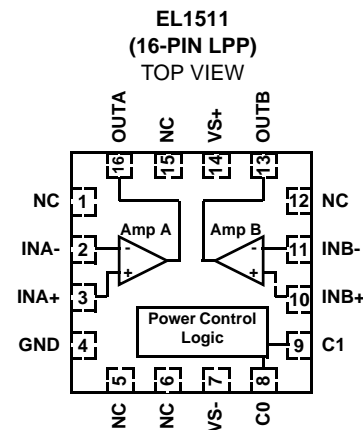 EL1511
(16-PIN LPP)
TOP VIEW
OUTA
NC
VS+
OUTB
16
15
14
13
NC 1
12 NC
Amp A
Amp B
INA- 2
-
-
11 INB-
INA+ 3
+
+
10 INB+
Power Control
Logic
GND 4
9 C1
5
6
7
8
NC
NC
VS-
C0